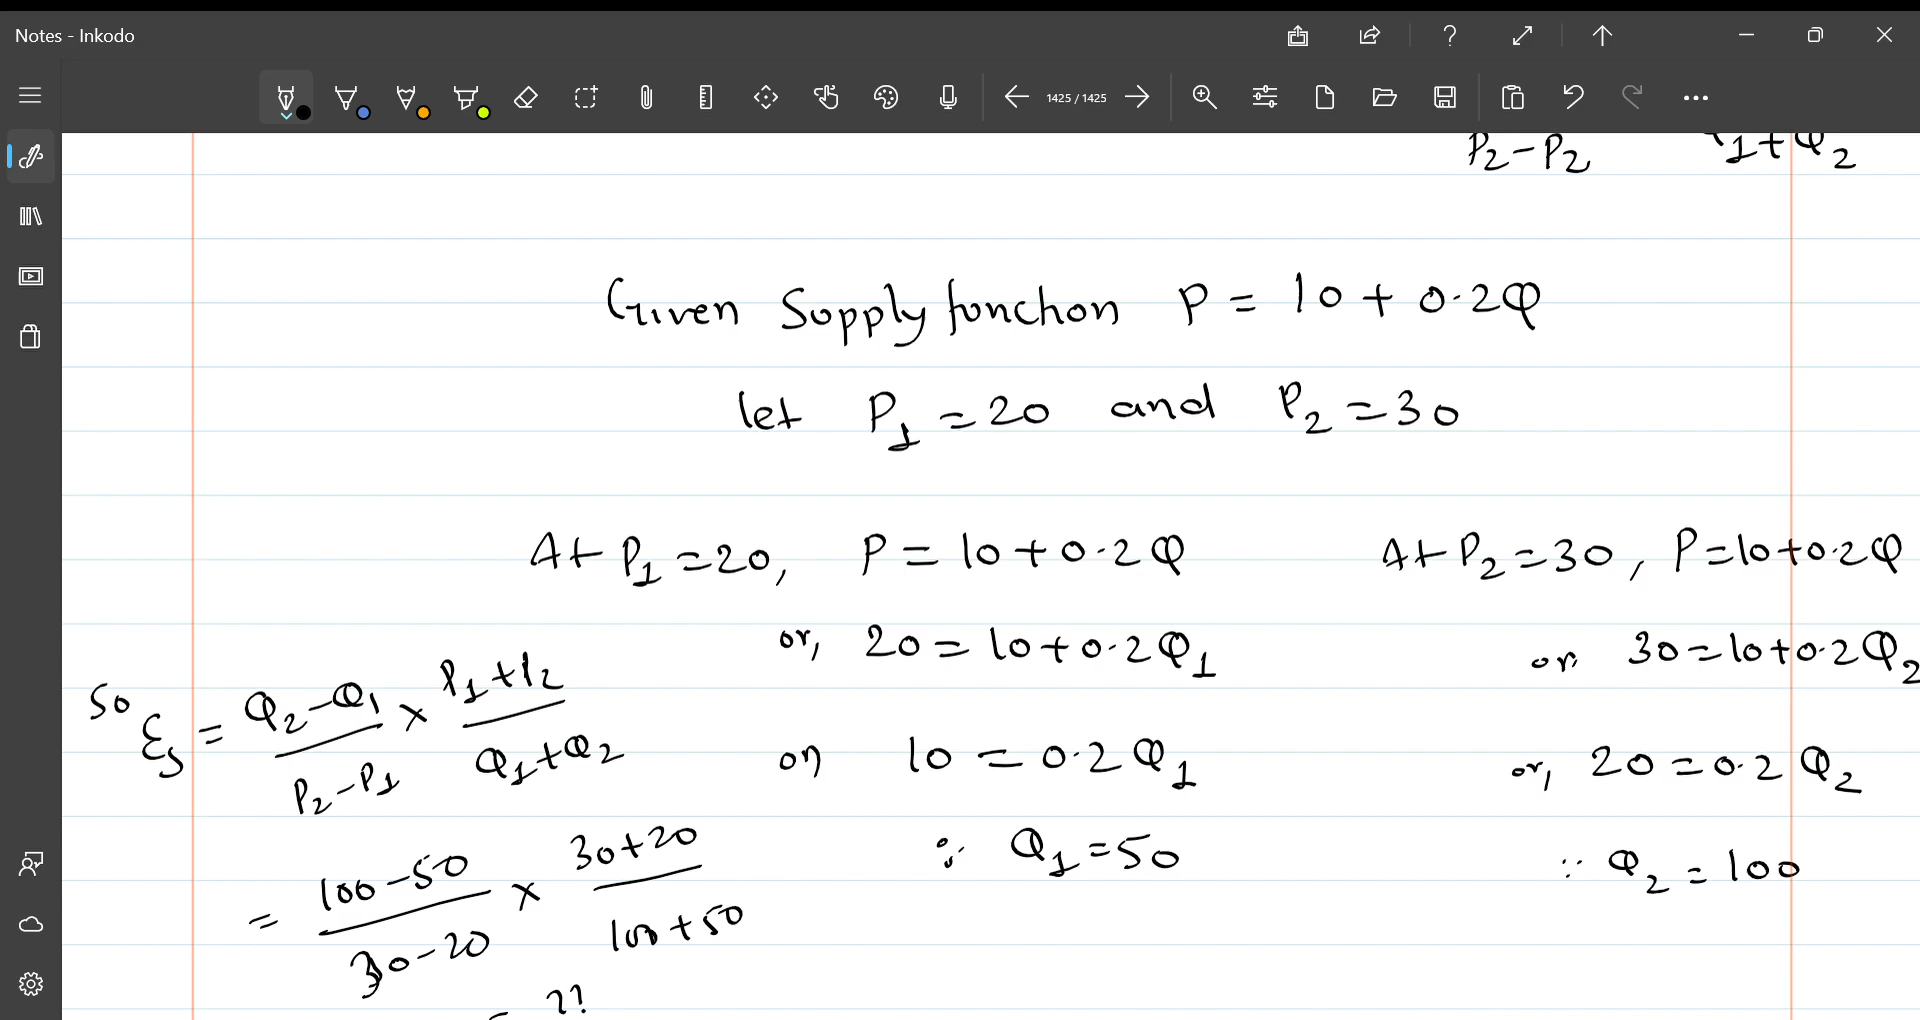 Notes - Inkodo
1425 / 1425
P2-P2 Q1+Q2
Given Supply function P = 10 + 0.2Q
let P1 = 20 and P2 = 30
At P1 = 20, P = 10 + 0.2Q
At P2 = 30, P = 10 + 0.2Q
or, 20 = 10 + 0.2Q1
or, 30 = 10 + 0.2Q2
So Es = Q2-Q1 / P2-P1 × P1+P2 / Q1+Q2
or, 10 = 0.2Q1
or, 20 = 0.2Q2
= 100-50 / 30-20 × 30+20 / 100+50
∵ Q1 = 50
∵ Q2 = 100
??